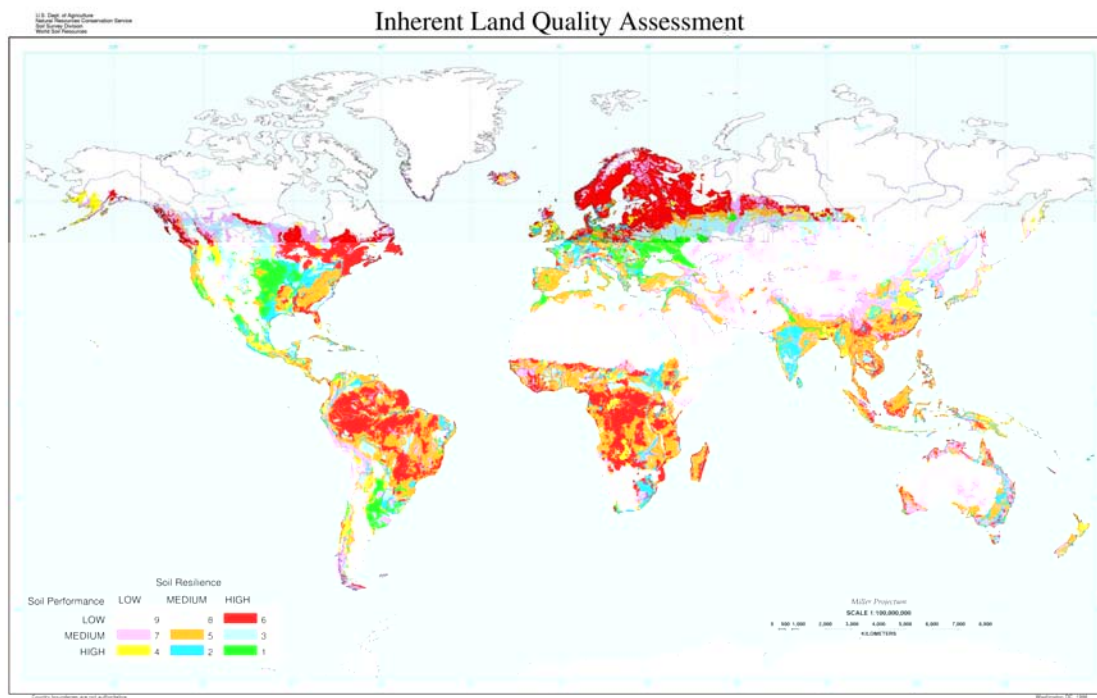 U.S. Dept. of Agriculture
Natural Resources Conservation Service
Soil Survey Division
World Soil Resources
Inherent Land Quality Assessment
Soil Resilience
Soil Performance LOW MEDIUM HIGH
LOW 9 8 6
MEDIUM 7 5 3
HIGH 4 2 1
Miller Projection
SCALE 1:100,000,000
0 500 1,000 2,000 3,000 4,000 5,000 6,000 7,000 8,000
KILOMETERS